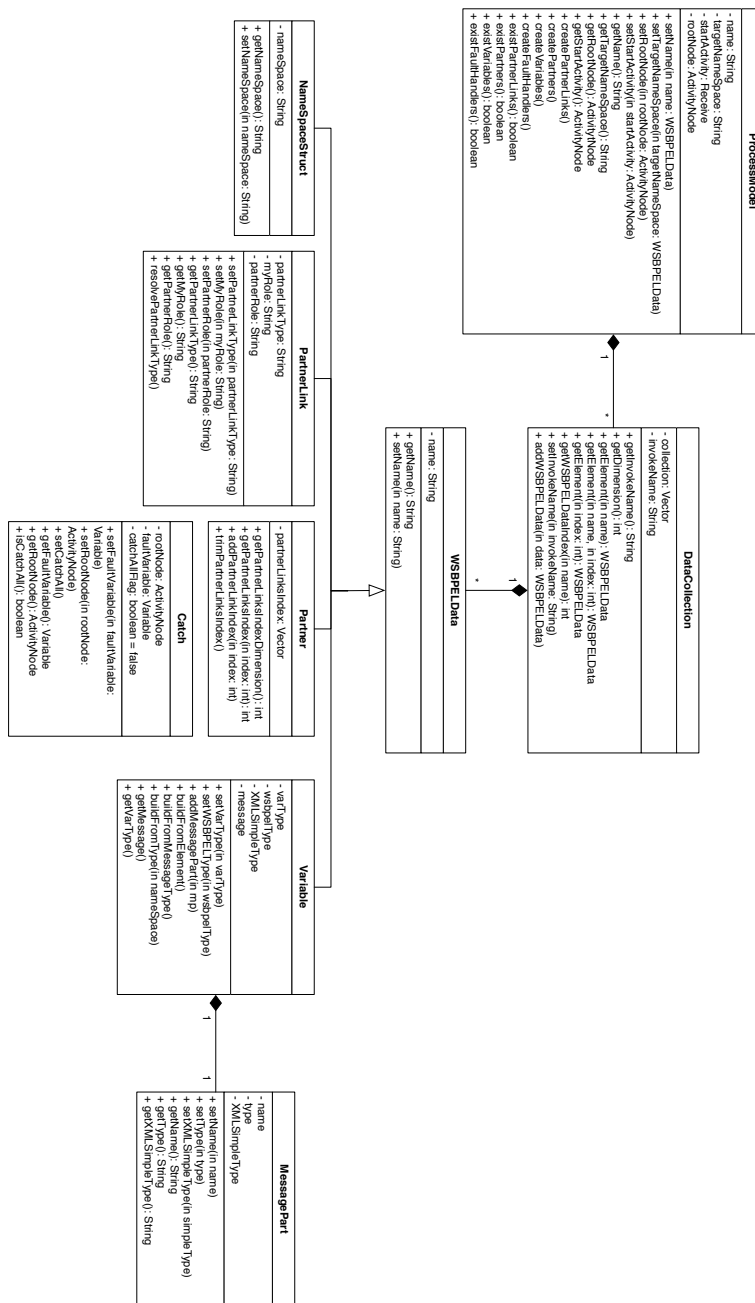 ProcessModel
- name: String
- targetNameSpace: String
- startActivity: Receive
- rootNode: ActivityNode
+ setName(in name: WSBPELData)
+ setTargetNameSpace(in targetNameSpace: WSBPELData)
+ setRootNode(in rootNode: ActivityNode)
+ setStartActivity(in startActivity: ActivityNode)
+ getName(): String
+ getTargetNameSpace(): String
+ getRootNode(): ActivitytNode
+ getStartActivity(): ActivityNode
+ createPartnerLinks()
+ createPartners()
+ createVariables()
+ createFaultHandlers()
+ existPartnerLinks(): boolean
+ existPartners(): boolean
+ existVariables(): boolean
+ existFaultHandlers(): boolean
1
*
DataCollection
- collection: Vector
- invokeName: String
+ getInvokeName(): String
+ getDimension(): int
+ getElement(in name): WSBPELData
+ getElement(in name, in index: int): WSBPELData
+ getElement(in index: int): WSBPELData
+ getWSBPELDataIndex(in name): int
+ setInvokeName(in invokeName: String)
+ addWSBPELData(in data: WSBPELData)
1
*
WSBPELData
- name: String
+ getName(): String
+ setName(in name: String)
NameSpaceStruct
- nameSpace: String
+ getNameSpace(): String
+ setNameSpace(in nameSpace: String)
PartnerLink
- partnerLinkType: String
- myRole: String
- partnerRole: String
+ setPartnerLinkType(in partnerLinkType: String)
+ setMyRole(in myRole: String)
+ setPartnerRole(in partnerRole: String)
+ getPartnerLinkType(): String
+ getMyRole(): String
+ getPartnerRole(): String
+ resolvePartnerLinkType()
Partner
- partnerLinksIndex: Vector
+ getPartnerLinksIndexDimension(): int
+ getPartnerLinksIndex(in index: int): int
+ addPartnerLinkIndex(in index: int)
+ trimPartnerLinksIndex()
Catch
- rootNode: ActivityNode
- faultVariable: Variable
- catchAllFlag: boolean = false
+ setFaultVariable(in faultVariable:
Variable)
+ setRootNode(in rootNode:
ActivityNode)
+ setCatchAll()
+ getFaultVariable(): Variable
+ getRootNode(): ActivityNode
+ isCatchAll(): boolean
Variable
- varType
- wsbpelType
- XMLSimpleType
- message
+ setVarType(in varType)
+ setWSBPELType(in wsbpelType)
+ addMessagePart(in mp)
+ buildFromElement()
+ buildFromMessageType()
+ buildFromType(in nameSpace)
+ getMessage()
+ getVarType()
1
1
MessagePart
- name
- type
- XMLSimpleType
+ setName(in name)
+ setType(in type)
+ setXMLSimpleType(in simpleType)
+ getName(): String
+ getType(): String
+ getXMLSimpleType(): String